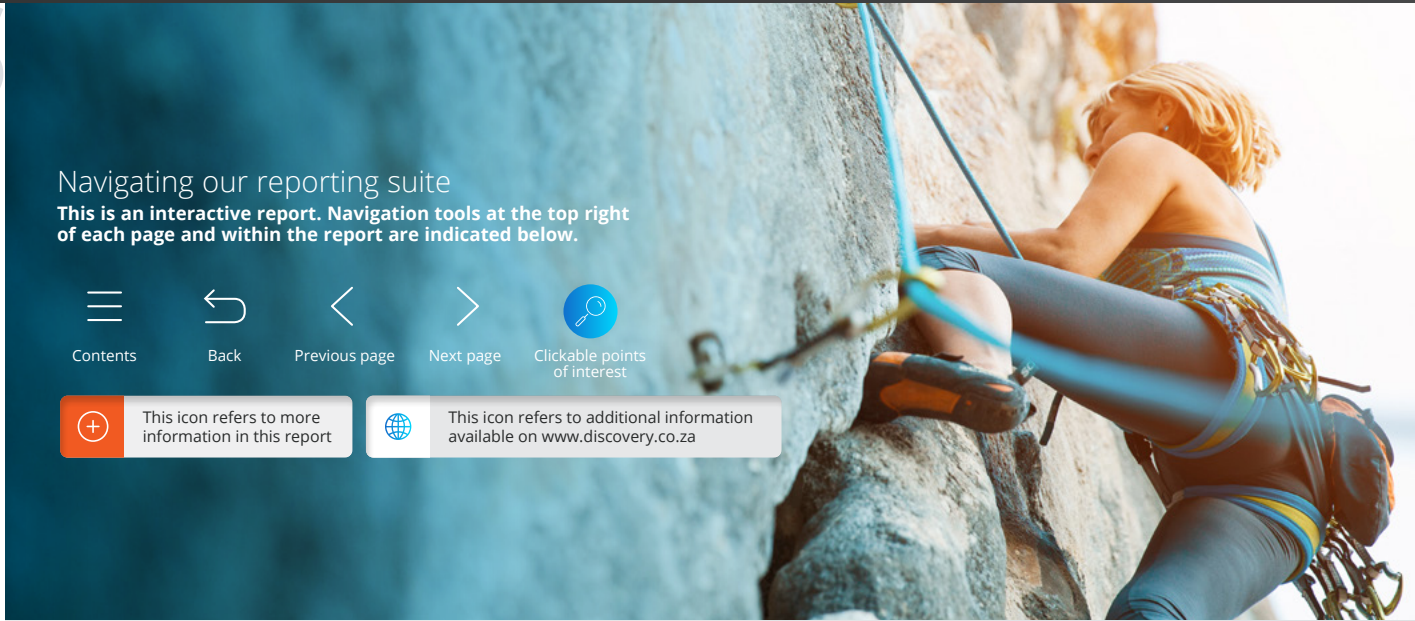 Navigating our reporting suite
This is an interactive report. Navigation tools at the top right
of each page and within the report are indicated below.
Contents
Back
Previous page
Next page
Clickable points
of interest
This icon refers to more
information in this report
This icon refers to additional information
available on www.discovery.co.za